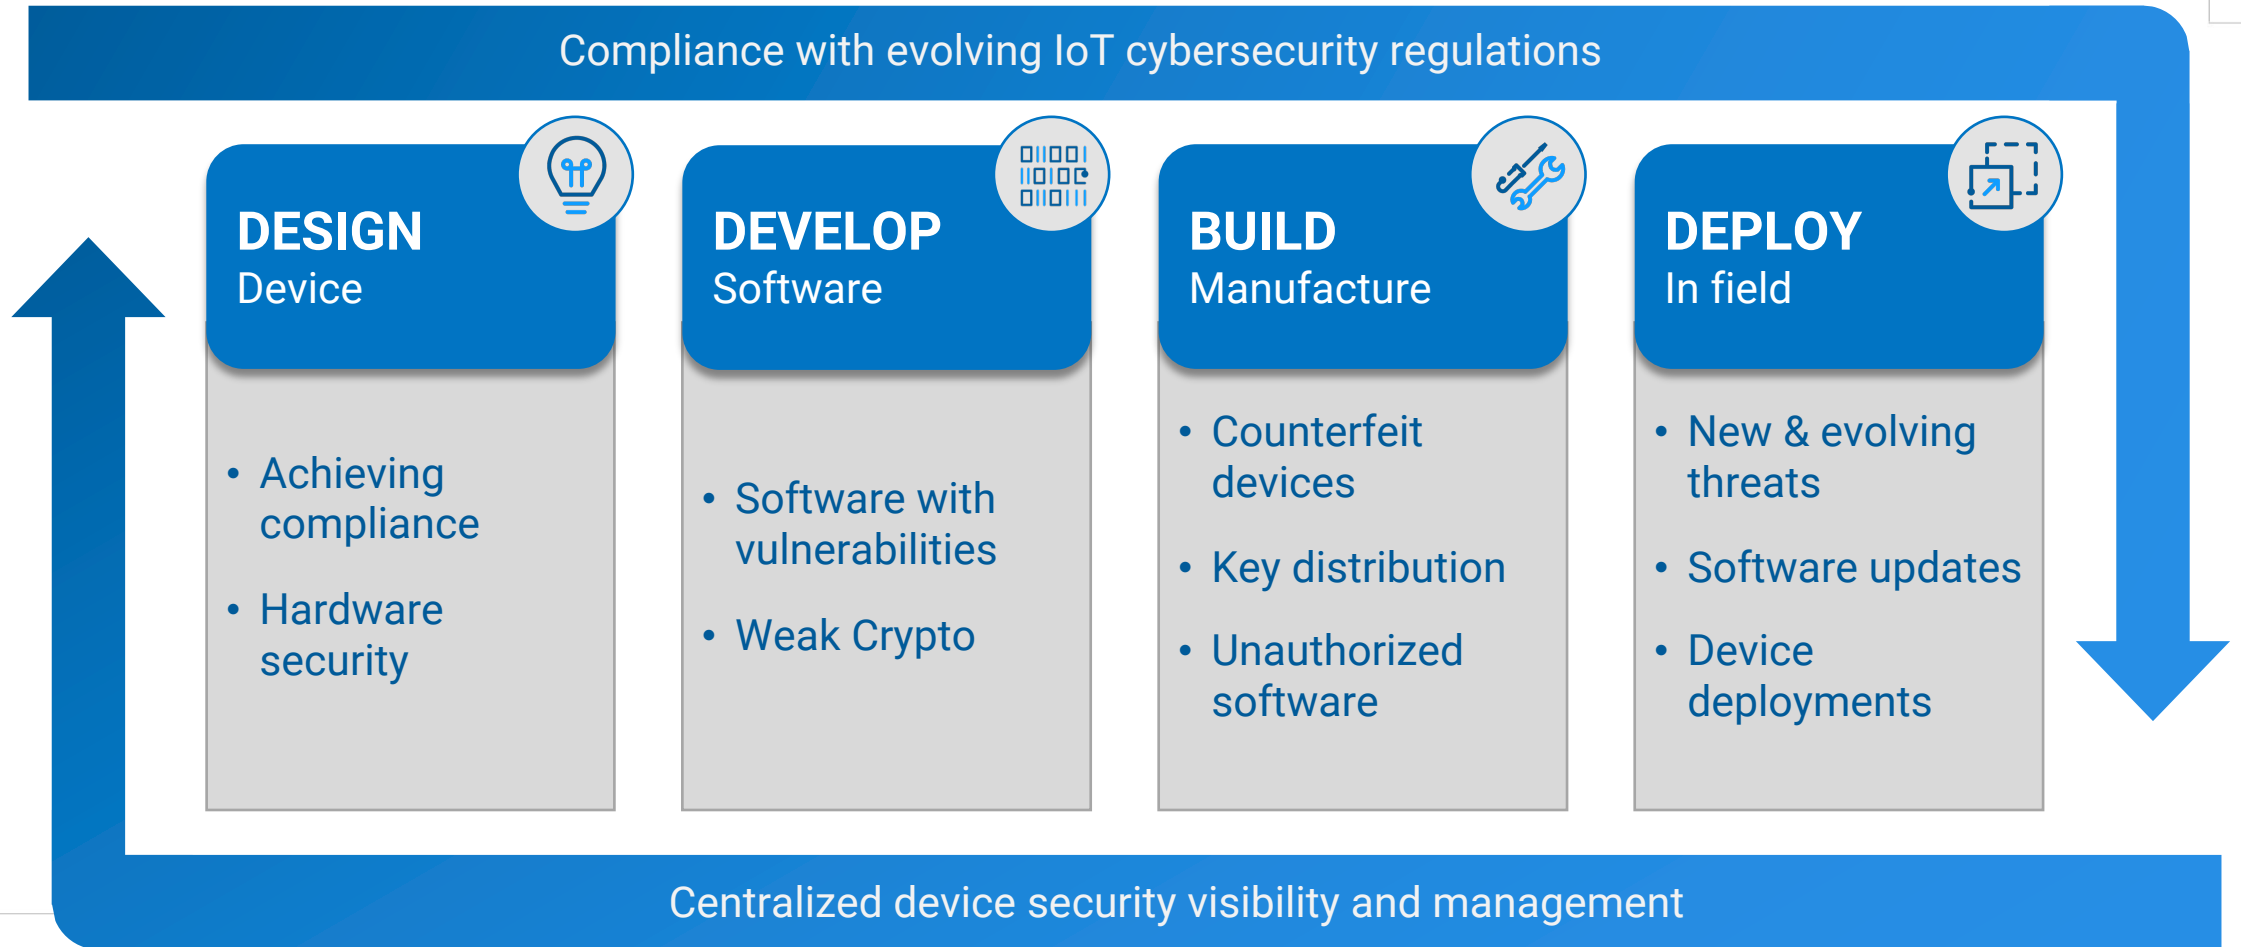 Compliance with evolving IoT cybersecurity regulations
DESIGN
Device
• Achieving
compliance
• Hardware
security
DEVELOP
Software
• Software with
vulnerabilities
• Weak Crypto
BUILD
Manufacture
• Counterfeit
devices
• Key distribution
• Unauthorized
software
DEPLOY
In field
• New & evolving
threats
• Software updates
• Device
deployments
Centralized device security visibility and management